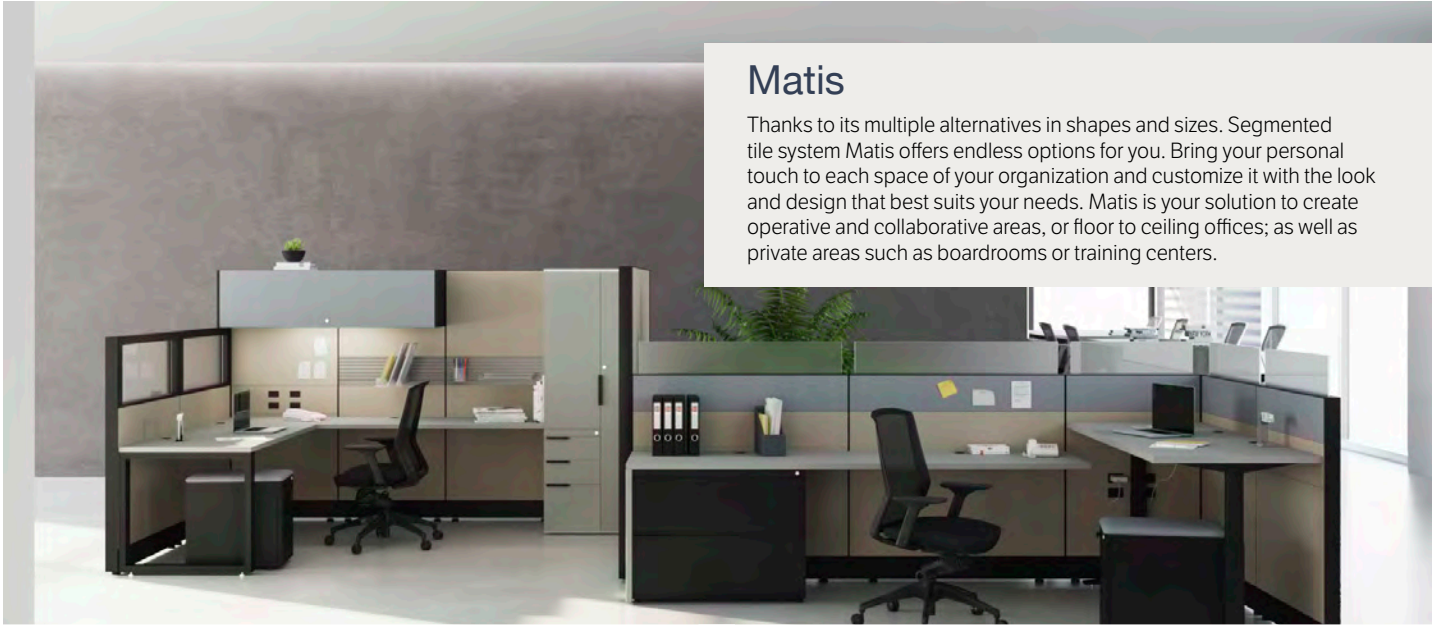 Matis
Thanks to its multiple alternatives in shapes and sizes. Segmented
tile system Matis offers endless options for you. Bring your personal
touch to each space of your organization and customize it with the look
and design that best suits your needs. Matis is your solution to create
operative and collaborative areas, or floor to ceiling offices; as well as
private areas such as boardrooms or training centers.